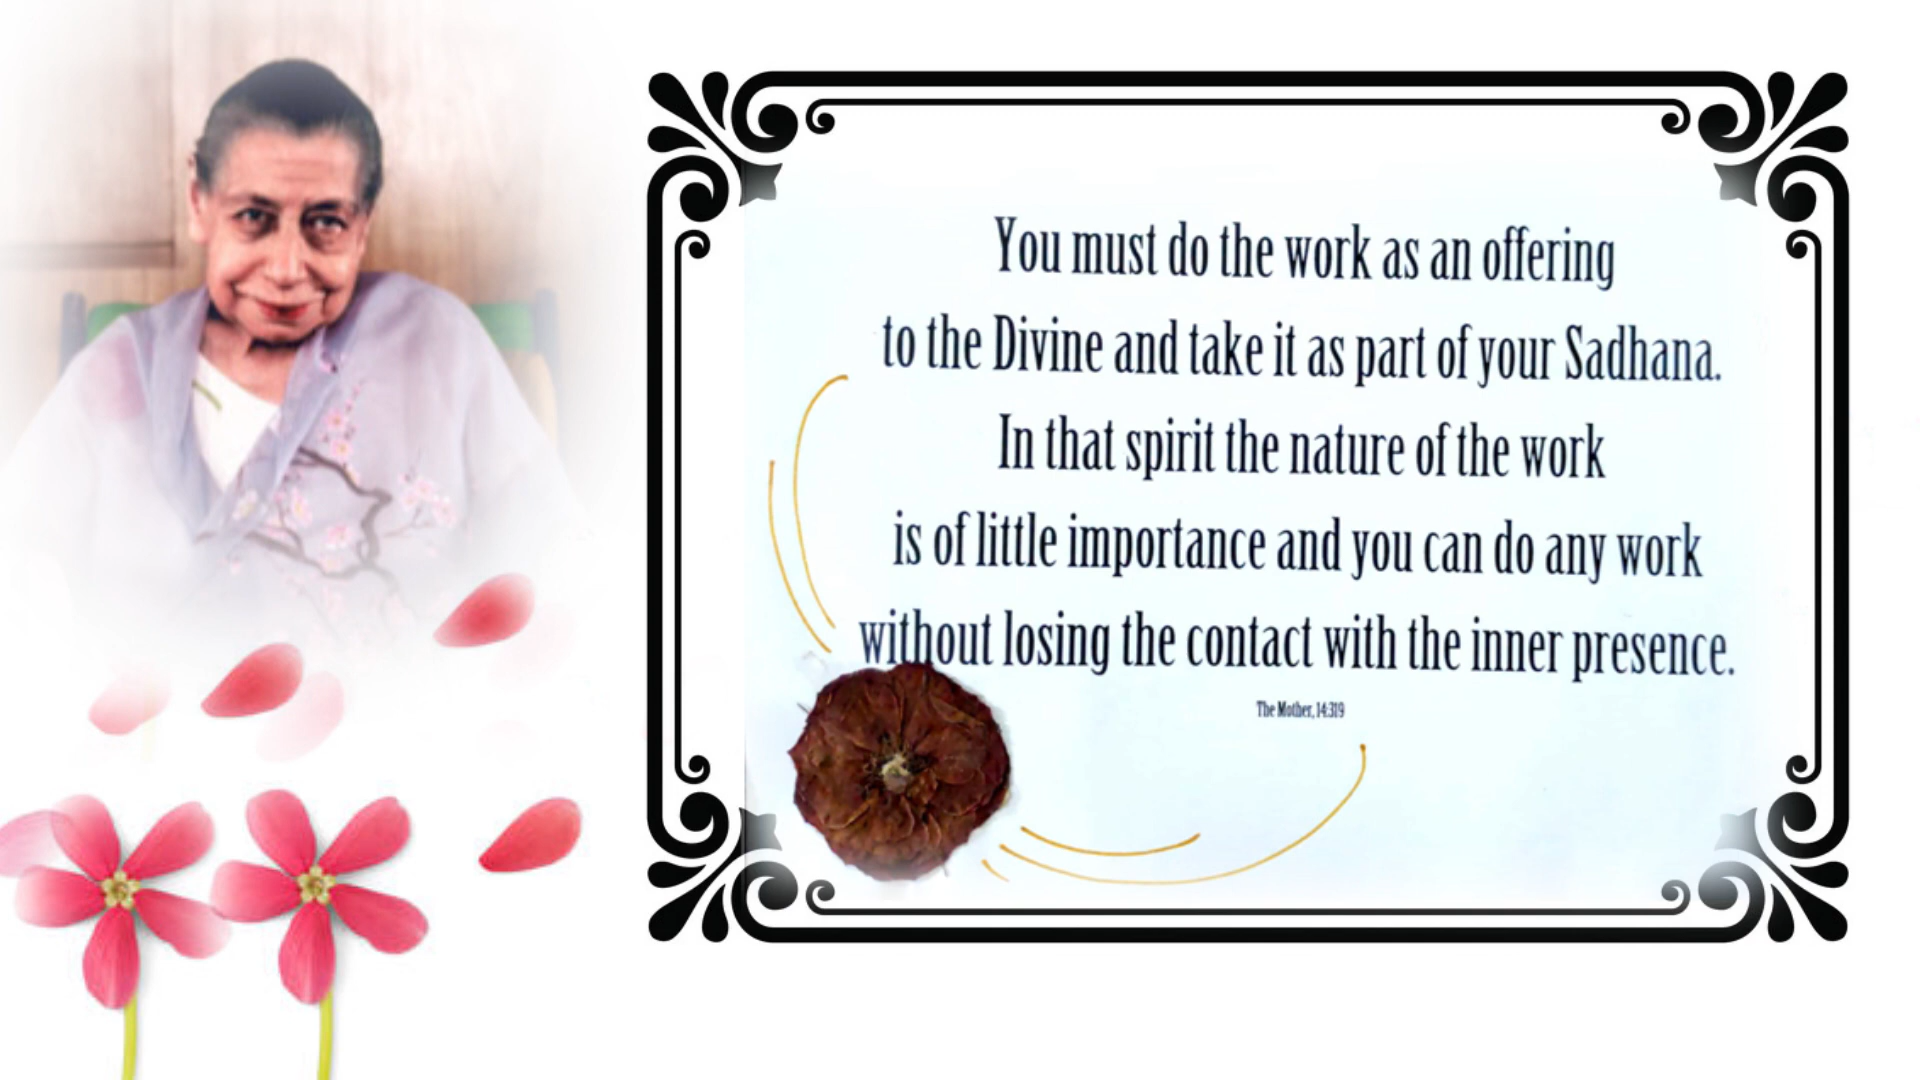 You must do the work as an offering
to the Divine and take it as part of your Sadhana.
In that spirit the nature of the work
is of little importance and you can do any work
without losing the contact with the inner presence.
The Mother, 14:319